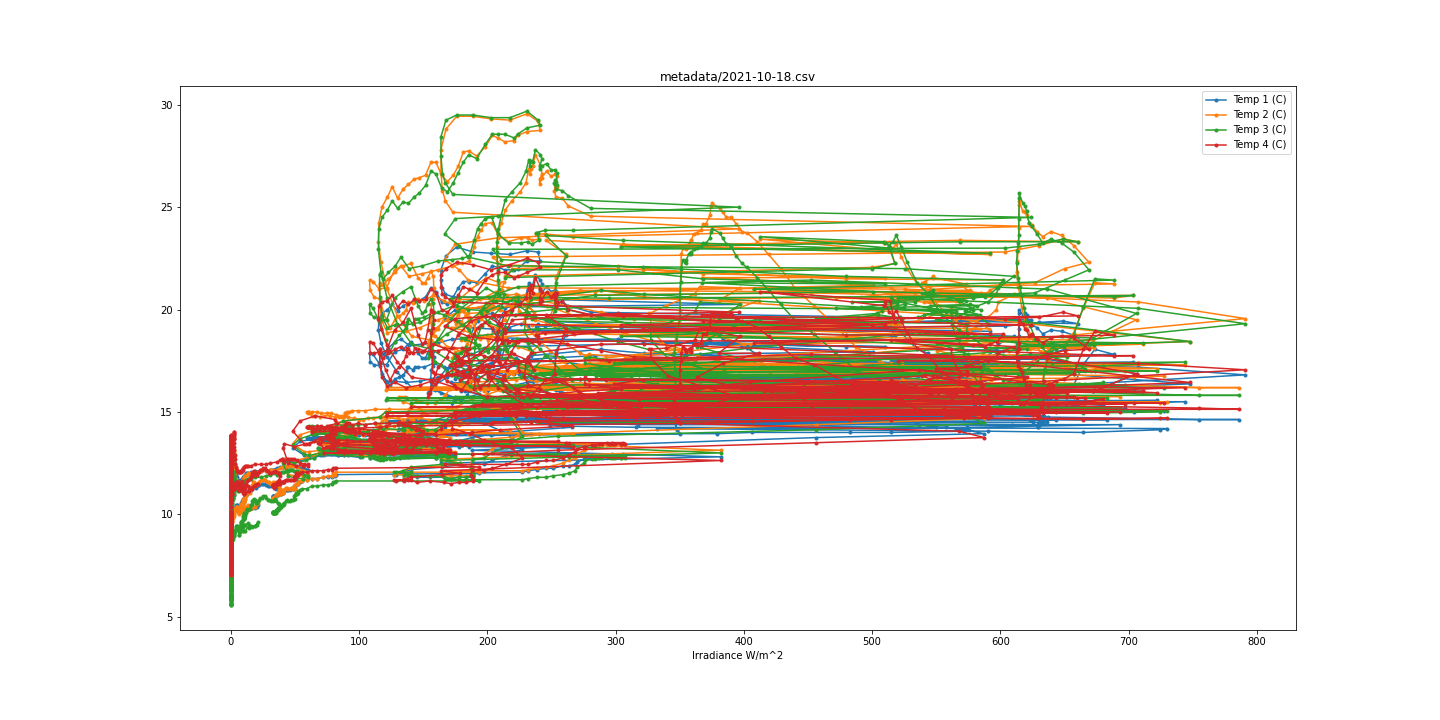 metadata/2021-10-18.csv
Temp 1 (C)
Temp 2 (C)
Temp 3 (C)
Temp 4 (C)
30
25
20
15
10
5
0 100 200 300 400 500 600 700 800
Irradiance W/m^2